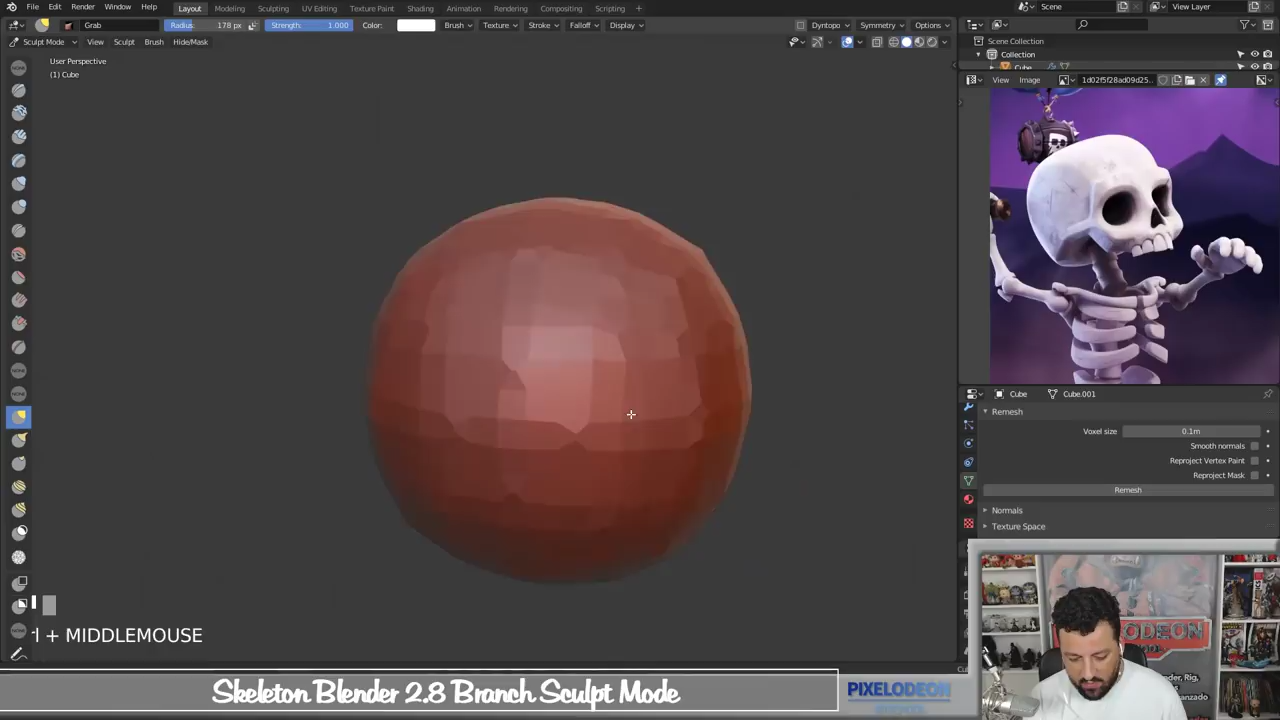 File Edit Render Window Help Layout Modeling Sculpting UV Editing Texture Paint Shading Animation Rendering Compositing Scripting + Scene View Layer
Grab Radius 178 px Strength: 1.000 Color: Brush Texture Stroke Falloff Display Dyntopo Symmetry Options
Sculpt Mode View Sculpt Brush Hide/Mask
Scene Collection
Collection
Cube
User Perspective
(1) Cube
View Image 1d02f5f28ad09d25..
Cube Cube.001
Remesh
Voxel size 0.1m
Smooth normals
Reproject Vertex Paint
Reproject Mask
Remesh
Normals
Texture Space
+ MIDDLEMOUSE
Skeleton Blender 2.8 Branch Sculpt Mode
PIXELODEON